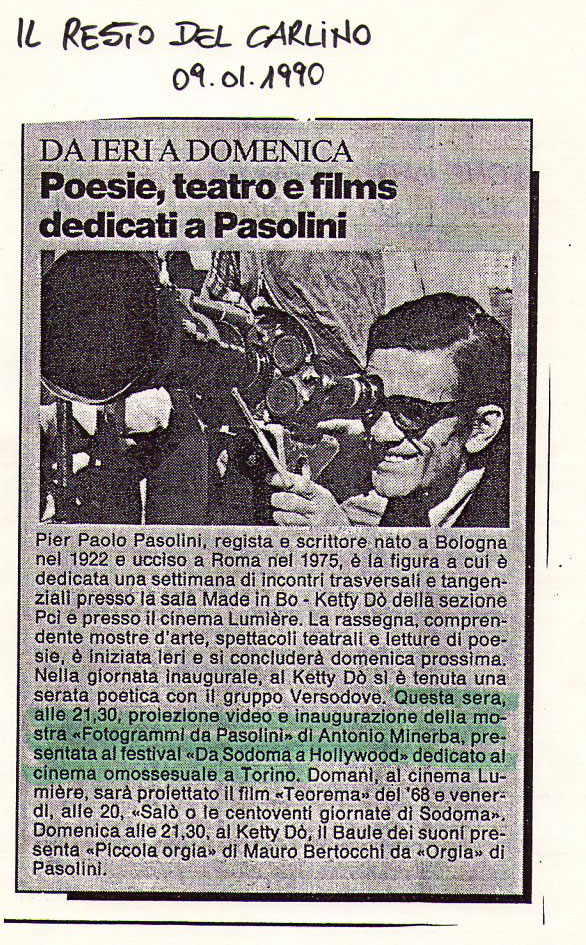 IL RESTO DEL CARLINO
09.01.1990
DA IERI A DOMENICA
Poesie, teatro e films
dedicati a Pasolini
Pier Paolo Pasolini, regista e scrittore nato a Bologna
nel 1922 e ucciso a Roma nel 1975, è la figura a cui è
dedicata una settimana di incontri trasversali e tangen-
ziali presso la sala Made in Bo - Ketty Dò della sezione
Pci e presso il cinema Lumière. La rassegna, compren-
dente mostre d'arte, spettacoli teatrali e letture di poe-
sie, è iniziata ieri e si concluderà domenica prossima.
Nella giornata inaugurale, al Ketty Dò si è tenuta una
serata poetica con il gruppo Versodove. Questa sera,
alle 21,30, proiezione video e inaugurazione della mo-
stra «Fotogrammi da Pasolini» di Antonio Minerba, pre-
sentata al festival «Da Sodoma a Hollywood» dedicato al
cinema omossesuale a Torino. Domani, al cinema Lu-
mière, sarà proiettato il film «Teorema» del '68 e vener-
dì, alle 20, «Salò o le centoventi giornate di Sodoma».
Domenica alle 21,30, al Ketty Dò, il Baule dei suoni pre-
senta «Piccola orgia» di Mauro Bertocchi da «Orgia» di
Pasolini.